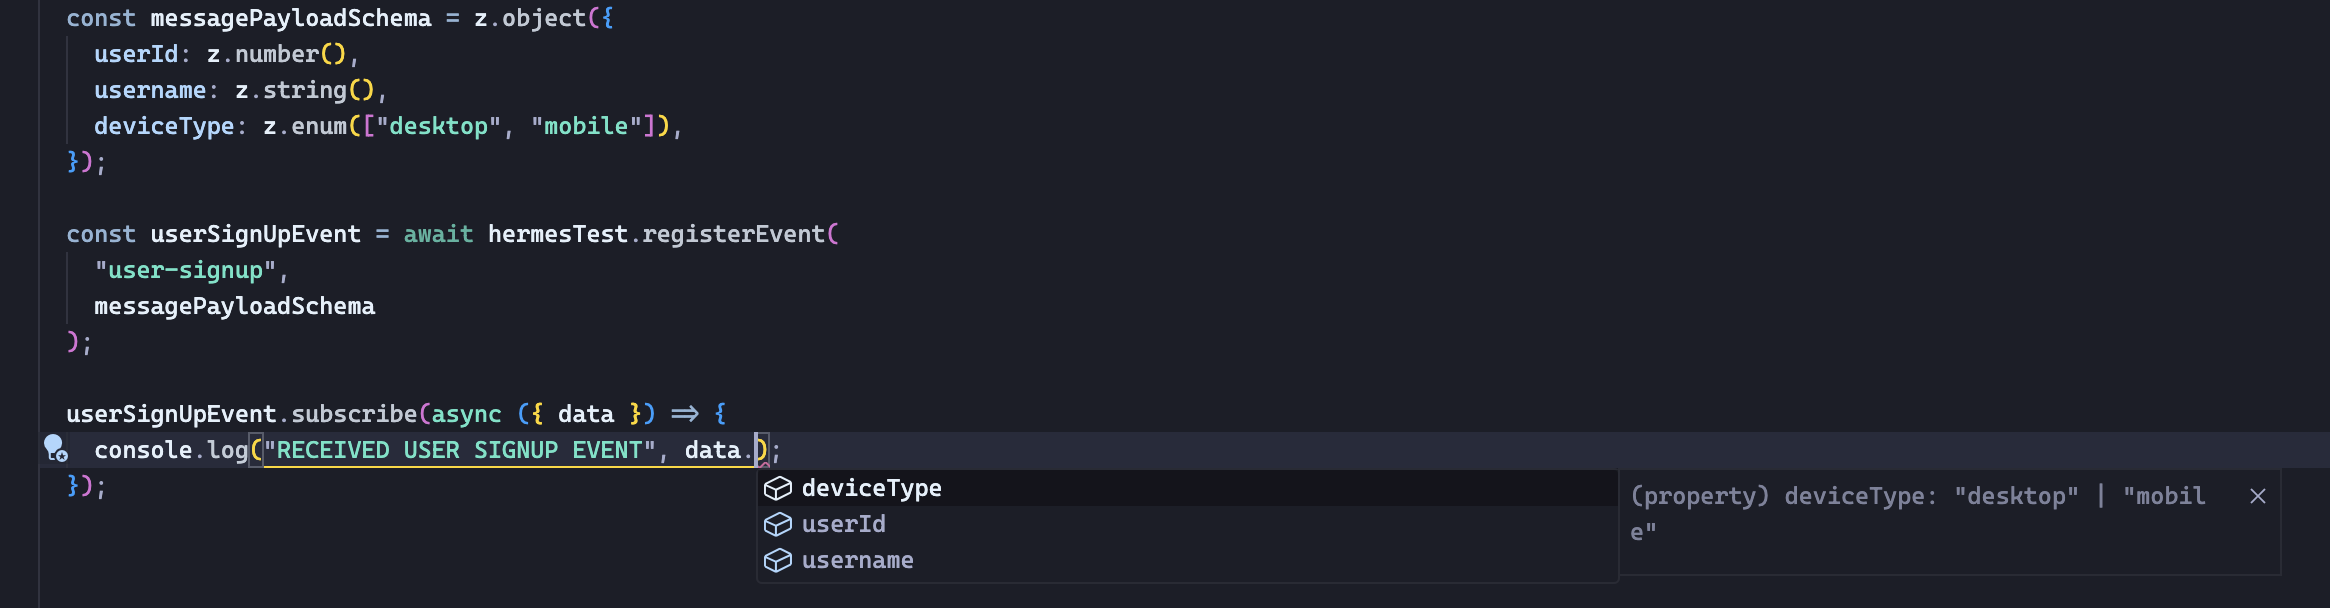 const messagePayloadSchema = z.object({
  userId: z.number(),
  username: z.string(),
  deviceType: z.enum(["desktop", "mobile"]),
});

const userSignUpEvent = await hermesTest.registerEvent(
  "user-signup",
  messagePayloadSchema
);

userSignUpEvent.subscribe(async ({ data }) => {
  console.log("RECEIVED USER SIGNUP EVENT", data.);
});
deviceType
userId
username
(property) deviceType: "desktop" | "mobil
e"